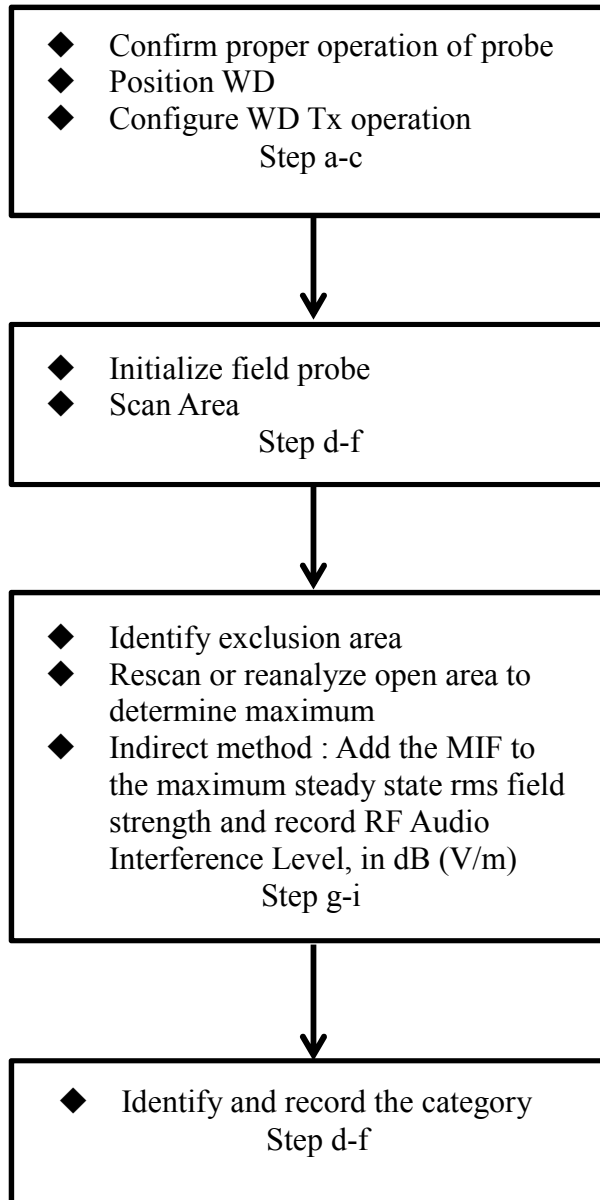 ◆ Confirm proper operation of probe
◆ Position WD
◆ Configure WD Tx operation
Step a-c
◆ Initialize field probe
◆ Scan Area
Step d-f
◆ Identify exclusion area
◆ Rescan or reanalyze open area to
determine maximum
◆ Indirect method : Add the MIF to
the maximum steady state rms field
strength and record RF Audio
Interference Level, in dB (V/m)
Step g-i
◆ Identify and record the category
Step d-f